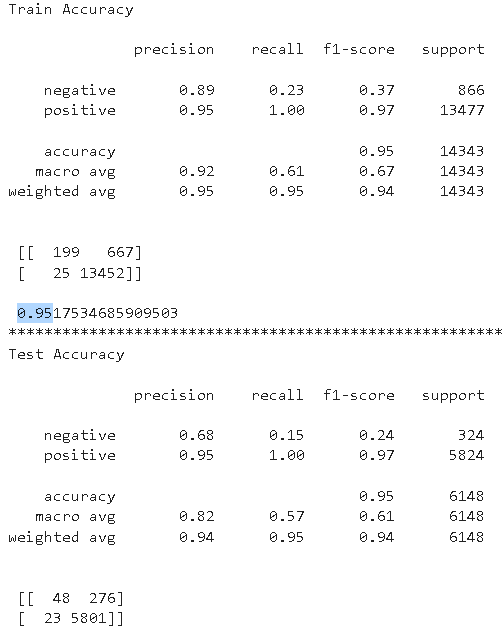 Train Accuracy
precision recall f1-score support
negative 0.89 0.23 0.37 866
positive 0.95 1.00 0.97 13477
accuracy 0.95 14343
macro avg 0.92 0.61 0.67 14343
weighted avg 0.95 0.95 0.94 14343
[[ 199 667]
[ 25 13452]]
0.9517534685909503
*******************************************************
Test Accuracy
precision recall f1-score support
negative 0.68 0.15 0.24 324
positive 0.95 1.00 0.97 5824
accuracy 0.95 6148
macro avg 0.82 0.57 0.61 6148
weighted avg 0.94 0.95 0.94 6148
[[ 48 276]
[ 23 5801]]